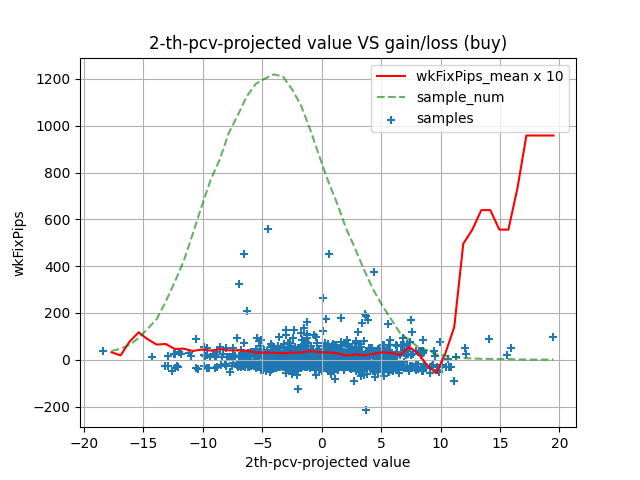 2-th-pcv-projected value VS gain/loss (buy)
wkFixPips_mean x 10
sample_num
samples
1200
1000
800
600
400
200
0
−200
wkFixPips
−20 −15 −10 −5 0 5 10 15 20
2th-pcv-projected value